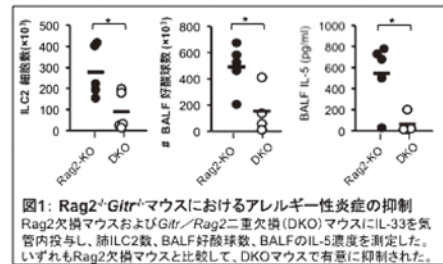 ILC2 細胞数(×10³)
500
400
300
200
100
0
*
Rag2-KO
DKO
# BALF 好酸球数(×10³)
800
600
400
200
0
*
Rag2-KO
DKO
BALF IL-5 (pg/ml)
1000
800
600
400
200
0
*
Rag2-KO
DKO
図1: Rag2⁻/⁻Gitr⁻/⁻マウスにおけるアレルギー性炎症の抑制
Rag2欠損マウスおよびGitr/Rag2二重欠損(DKO)マウスにIL-33を気
管内投与し、肺ILC2数、BALF好酸球数、BALFのIL-5濃度を測定した。
いずれもRag2欠損マウスと比較して、DKOマウスで有意に抑制された。